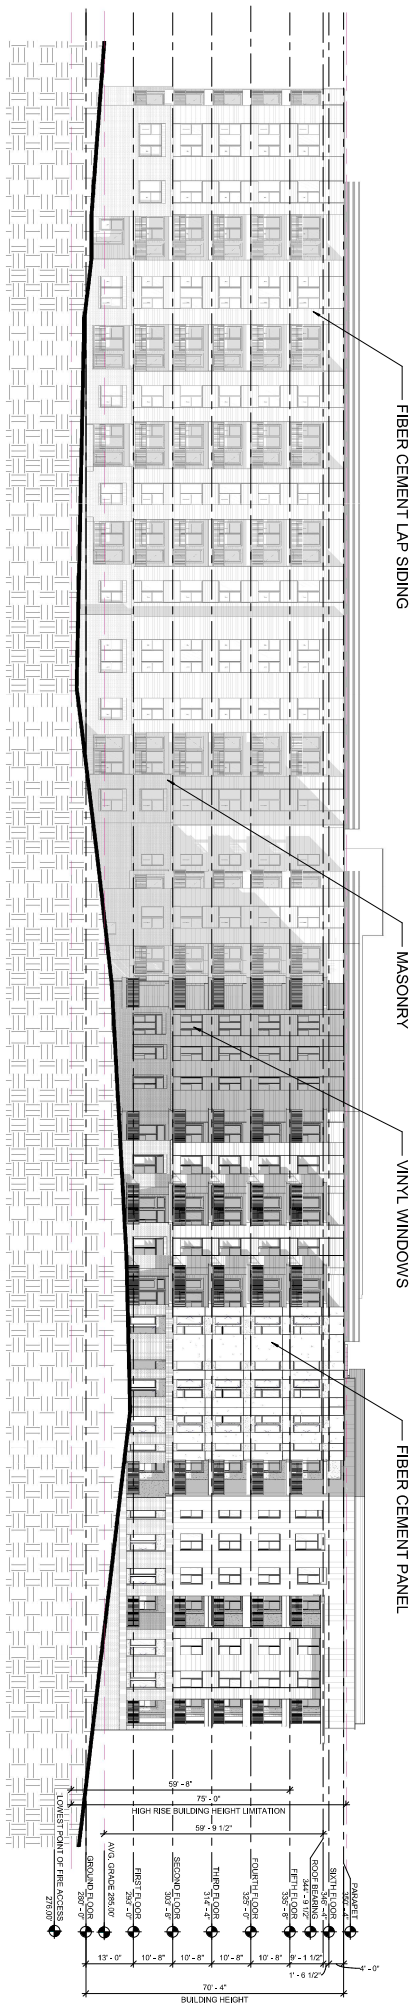 FIBER CEMENT LAP SIDING
MASONRY
VINYL WINDOWS
FIBER CEMENT PANEL
PARAPET
350' - 4"
SIXTH FLOOR
346' - 4"
ROOF BEARING
344' - 9 1/2"
FIFTH FLOOR
335' - 8"
FOURTH FLOOR
325' - 0"
THIRD FLOOR
314' - 4"
SECOND FLOOR
303' - 8"
FIRST FLOOR
293' - 0"
AVG. GRADE 285.00'
GROUND FLOOR
280' - 0"
LOWEST POINT OF FIRE ACCESS
276.00'
59' - 8"
75' - 0"
HIGH RISE BUILDING HEIGHT LIMITATION
59' - 9 1/2"
4' - 0"
1' - 6 1/2"
9' - 1 1/2"
10' - 8"
10' - 8"
10' - 8"
10' - 8"
13' - 0"
70' - 4"
BUILDING HEIGHT